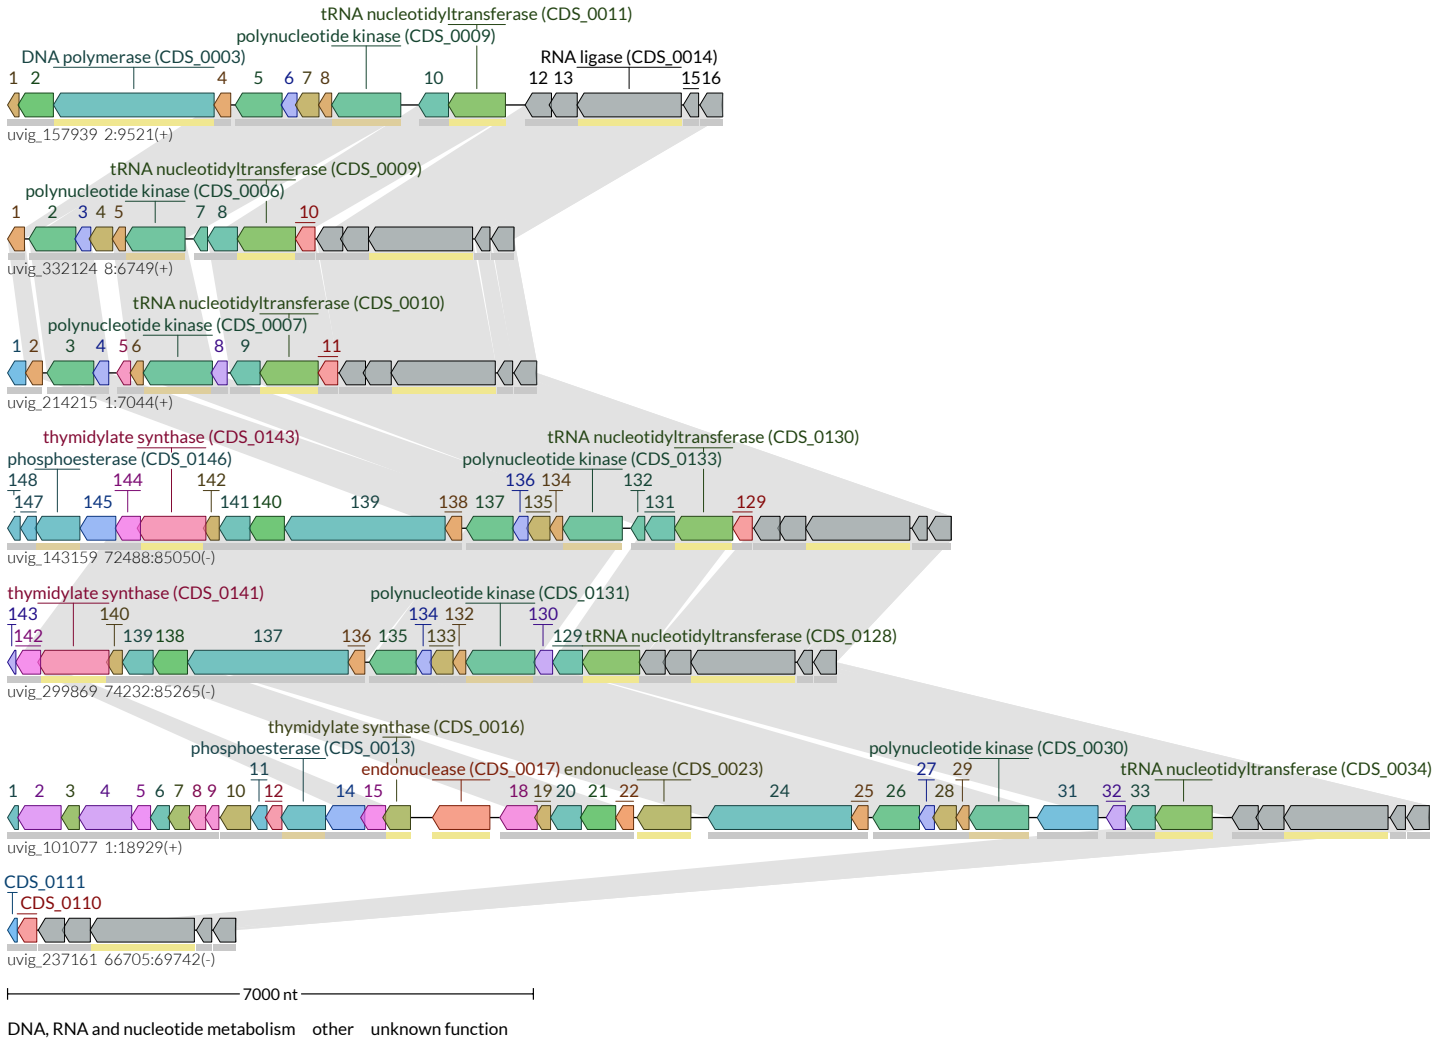 tRNA nucleotidyltransferase (CDS_0011)
polynucleotide kinase (CDS_0009)
DNA polymerase (CDS_0003) RNA ligase (CDS_0014)
1 2 4 5 6 7 8 10 12 13 15 16
uvig_157939 2:9521(+)
tRNA nucleotidyltransferase (CDS_0009)
polynucleotide kinase (CDS_0006)
1 2 3 4 5 7 8 10
uvig_332124 8:6749(+)
tRNA nucleotidyltransferase (CDS_0010)
polynucleotide kinase (CDS_0007)
1 2 3 4 5 6 8 9 11
uvig_214215 1:7044(+)
thymidylate synthase (CDS_0143) tRNA nucleotidyltransferase (CDS_0130)
phosphoesterase (CDS_0146) polynucleotide kinase (CDS_0133)
148 144 142 136 134 132
147 145 141 140 139 138 137 135 131 129
uvig_143159 72488:85050(-)
thymidylate synthase (CDS_0141) polynucleotide kinase (CDS_0131)
143 140 134 132 130
142 139 138 137 136 135 133 129 tRNA nucleotidyltransferase (CDS_0128)
uvig_299869 74232:85265(-)
thymidylate synthase (CDS_0016)
phosphoesterase (CDS_0013) polynucleotide kinase (CDS_0030)
11 endonuclease (CDS_0017) endonuclease (CDS_0023) 27 29 tRNA nucleotidyltransferase (CDS_0034)
1 2 3 4 5 6 7 8 9 10 12 14 15 18 19 20 21 22 24 25 26 28 31 32 33
uvig_101077 1:18929(+)
CDS_0111
CDS_0110
uvig_237161 66705:69742(-)
7000 nt
DNA, RNA and nucleotide metabolism other unknown function